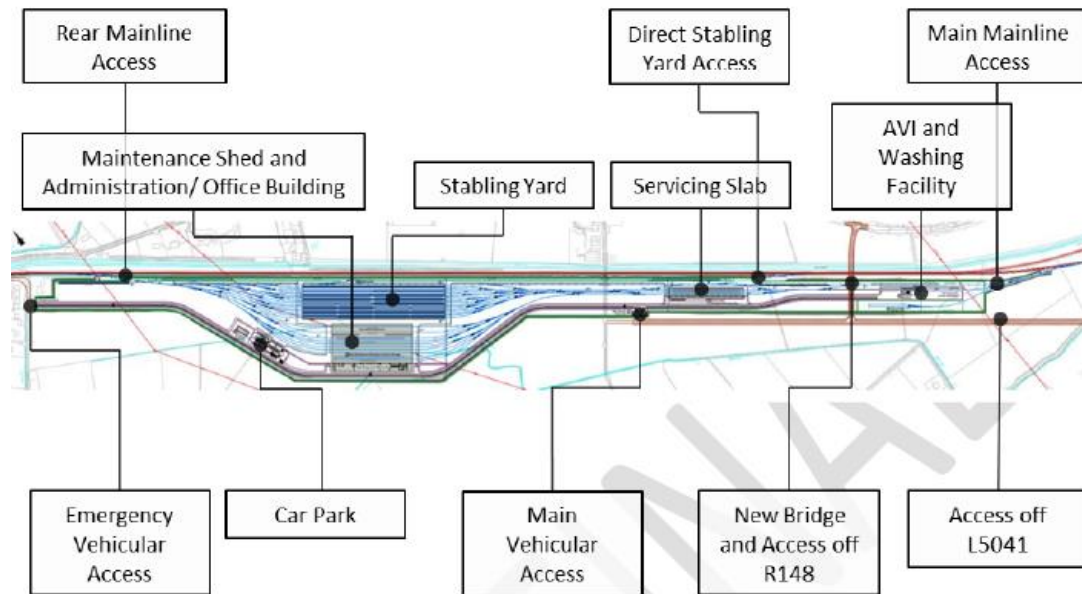 Rear Mainline
Access
Direct Stabling
Yard Access
Main Mainline
Access
Maintenance Shed and
Administration/ Office Building
Stabling Yard
Servicing Slab
AVI and
Washing
Facility
Emergency
Vehicular
Access
Car Park
Main
Vehicular
Access
New Bridge
and Access off
R148
Access off
L5041